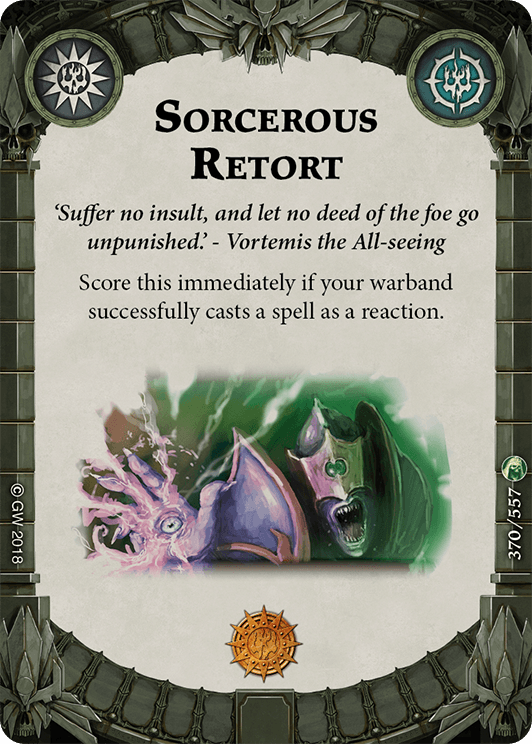 Sorcerous
Retort
‘Suffer no insult, and let no deed of the foe go
unpunished.’ - Vortemis the All-seeing
Score this immediately if your warband
successfully casts a spell as a reaction.
©GW 2018
370/557